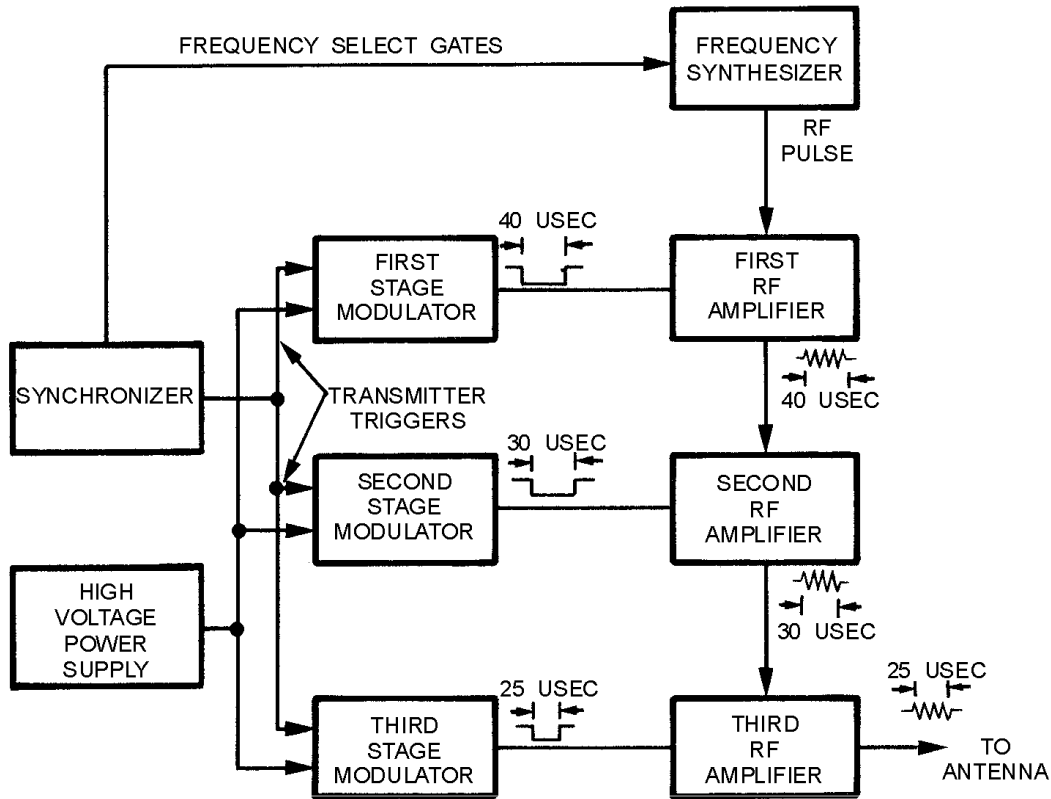 FREQUENCY SELECT GATES
FREQUENCY
SYNTHESIZER
RF
PULSE
40 USEC
FIRST
STAGE
MODULATOR
FIRST
RF
AMPLIFIER
SYNCHRONIZER
TRANSMITTER
TRIGGERS
40 USEC
30 USEC
SECOND
STAGE
MODULATOR
SECOND
RF
AMPLIFIER
HIGH
VOLTAGE
POWER
SUPPLY
30 USEC
25 USEC
THIRD
STAGE
MODULATOR
THIRD
RF
AMPLIFIER
25 USEC
TO
ANTENNA